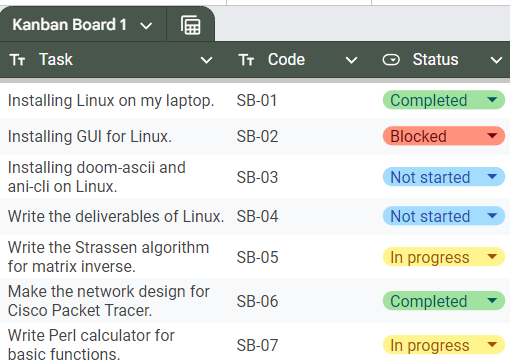 Kanban Board 1
Tт Task Tт Code Status
Installing Linux on my laptop. SB-01 Completed
Installing GUI for Linux. SB-02 Blocked
Installing doom-ascii and
ani-cli on Linux. SB-03 Not started
Write the deliverables of Linux. SB-04 Not started
Write the Strassen algorithm
for matrix inverse. SB-05 In progress
Make the network design for
Cisco Packet Tracer. SB-06 Completed
Write Perl calculator for
basic functions. SB-07 In progress